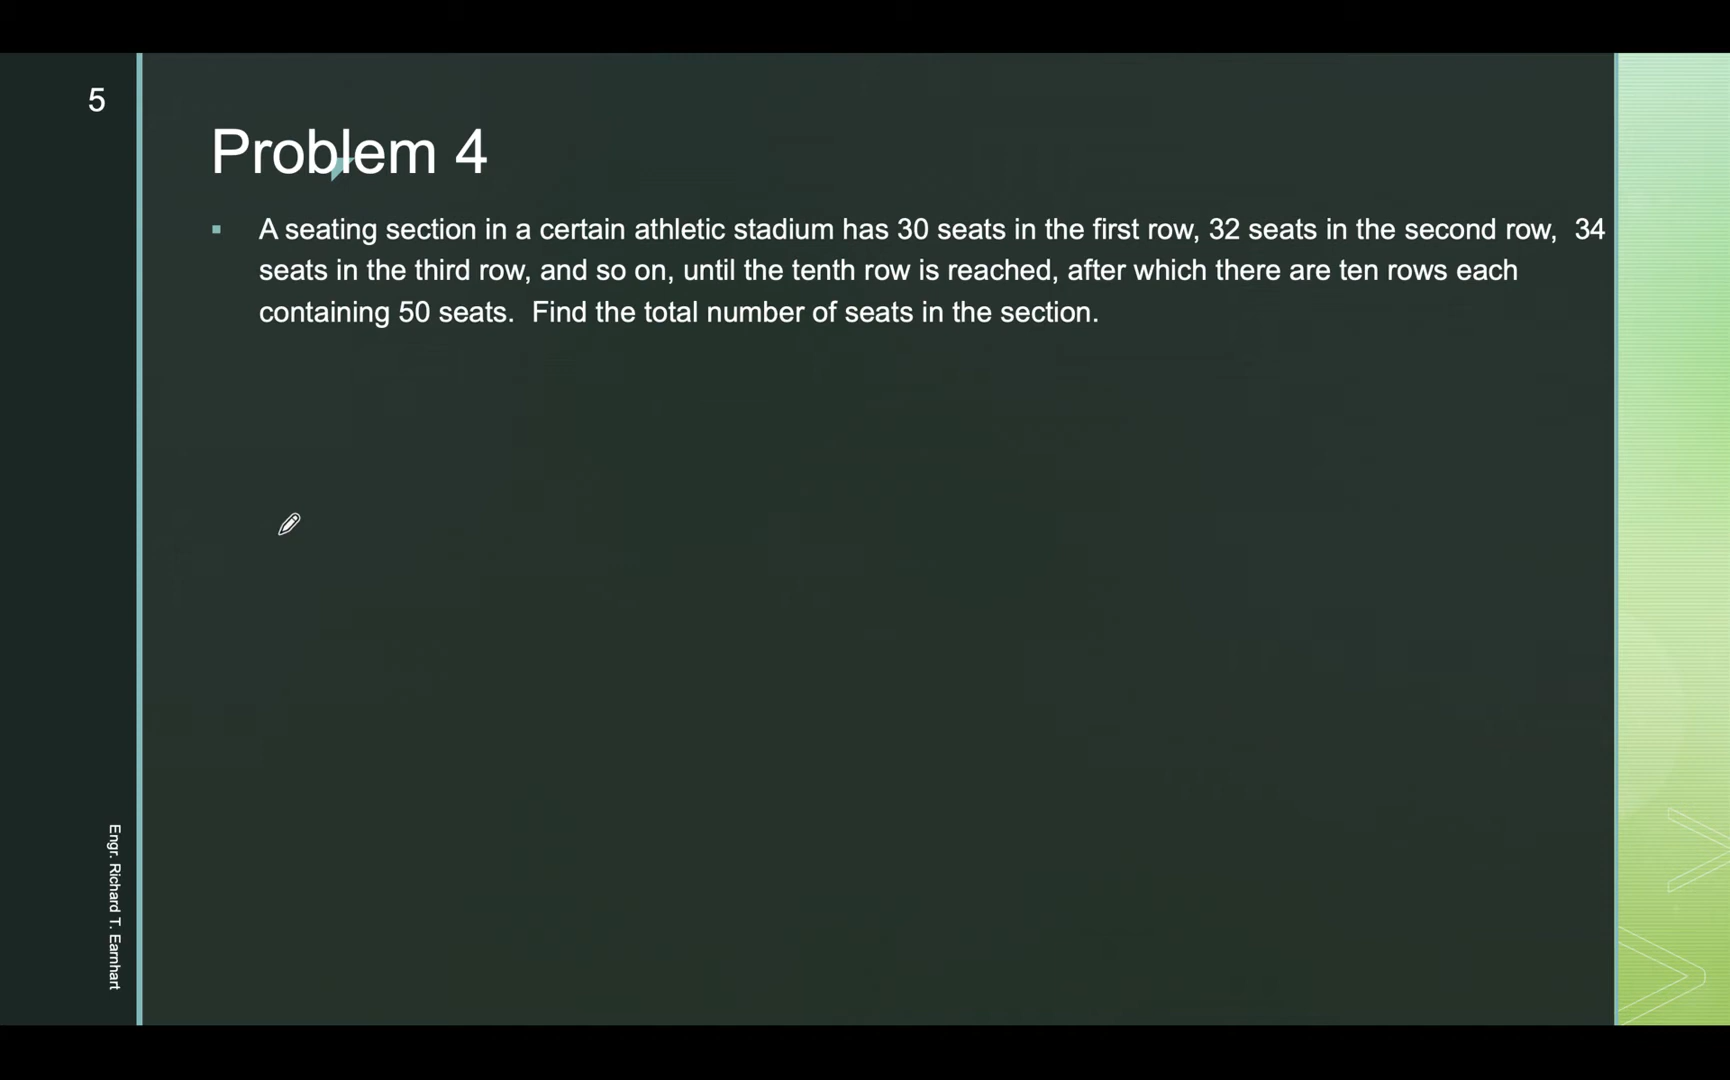 5
Problem 4
▪ A seating section in a certain athletic stadium has 30 seats in the first row, 32 seats in the second row,  34
seats in the third row, and so on, until the tenth row is reached, after which there are ten rows each
containing 50 seats.  Find the total number of seats in the section.
Engr. Richard T. Earnhart